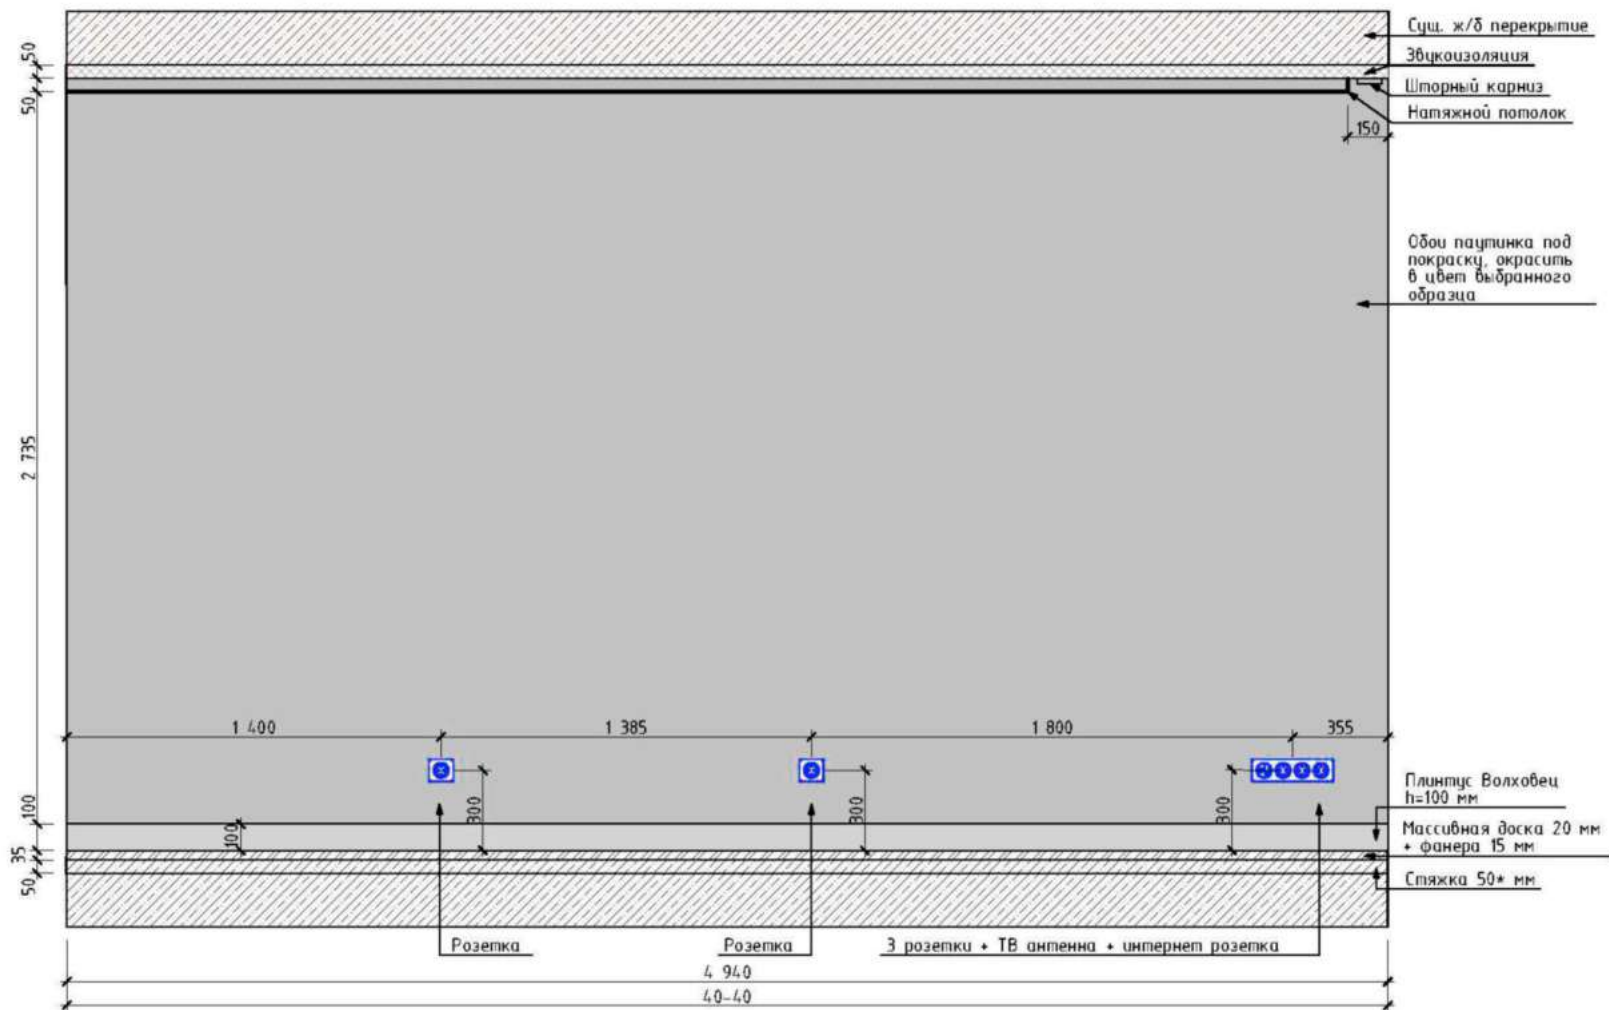 Сущ. ж/б перекрытие
Звукоизоляция
Шторный карниз
Натяжной потолок
50
50
150
Обои паутинка под
покраску, окрасить
в цвет выбранного
образца
2 735
1 400
1 385
1 800
355
300
300
300
100
100
35
50
Плинтус Волховец
h=100 мм
Массивная доска 20 мм
+ фанера 15 мм
Стяжка 50* мм
Розетка
Розетка
3 розетки + ТВ антенна + интернет розетка
4 940
40-40